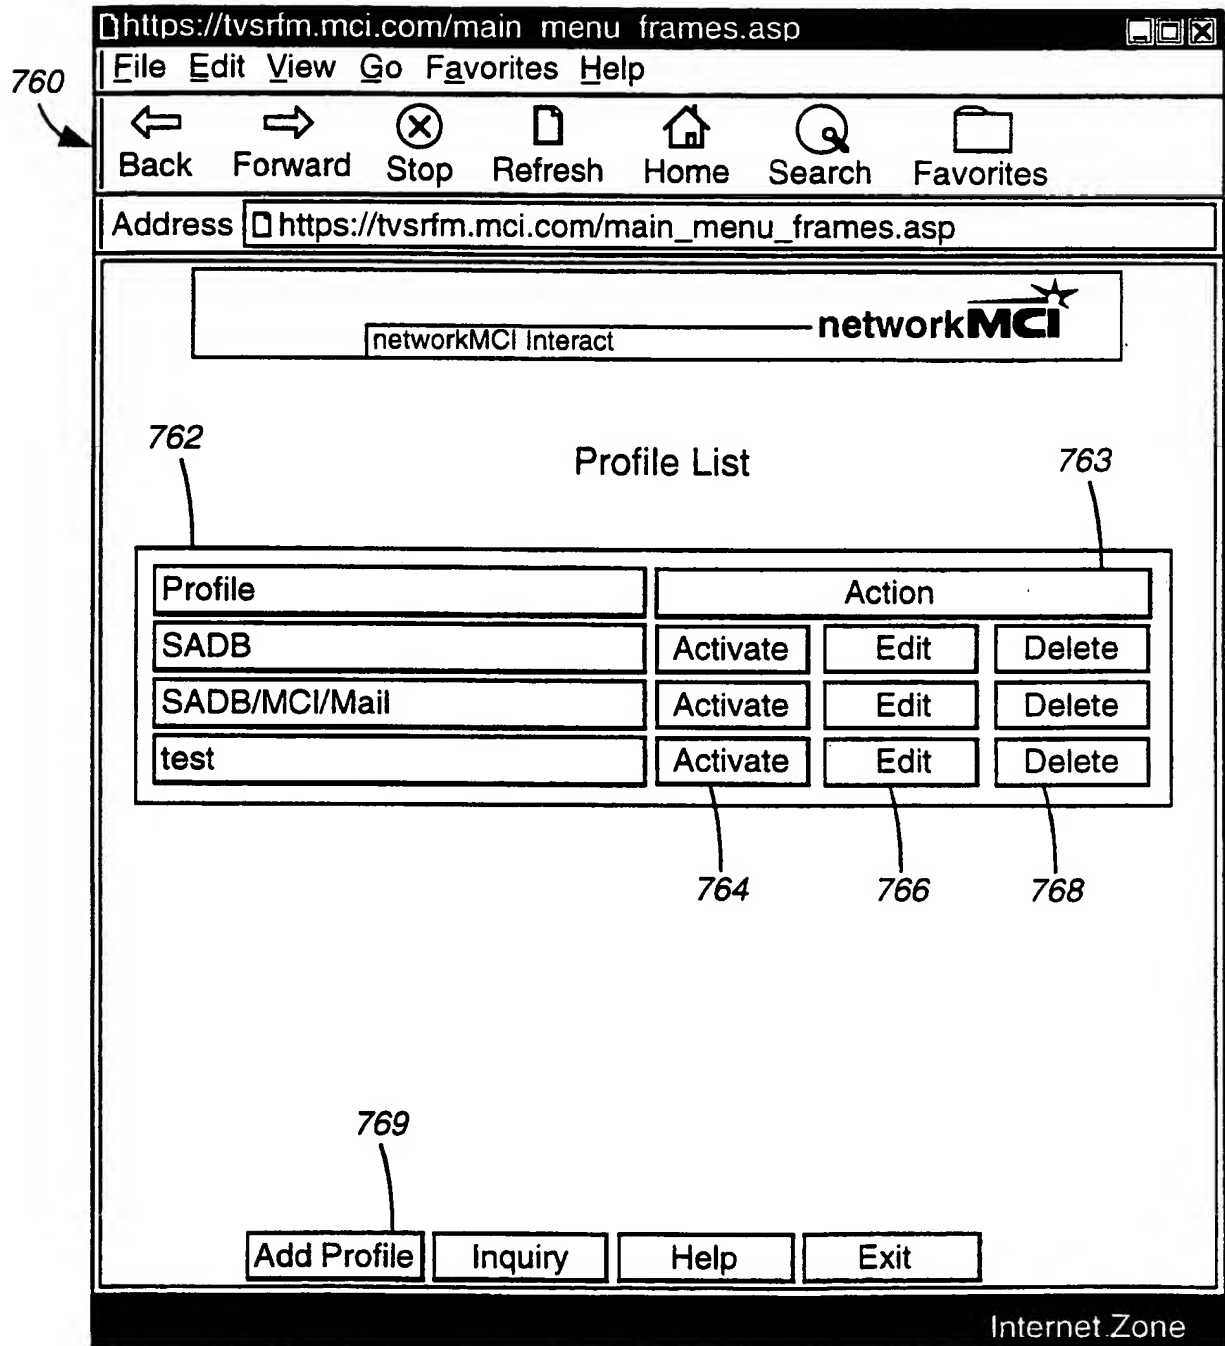 https://tvsrfm.mci.com/main menu frames.asp
760
File Edit View Go Favorites Help
Back Forward Stop Refresh Home Search Favorites
Address https://tvsrfm.mci.com/main_menu_frames.asp
networkMCI Interact
networkMCI
762
Profile List
763
Profile Action
SADB Activate Edit Delete
SADB/MCI/Mail Activate Edit Delete
test Activate Edit Delete
764 766 768
769
Add Profile Inquiry Help Exit
Internet Zone